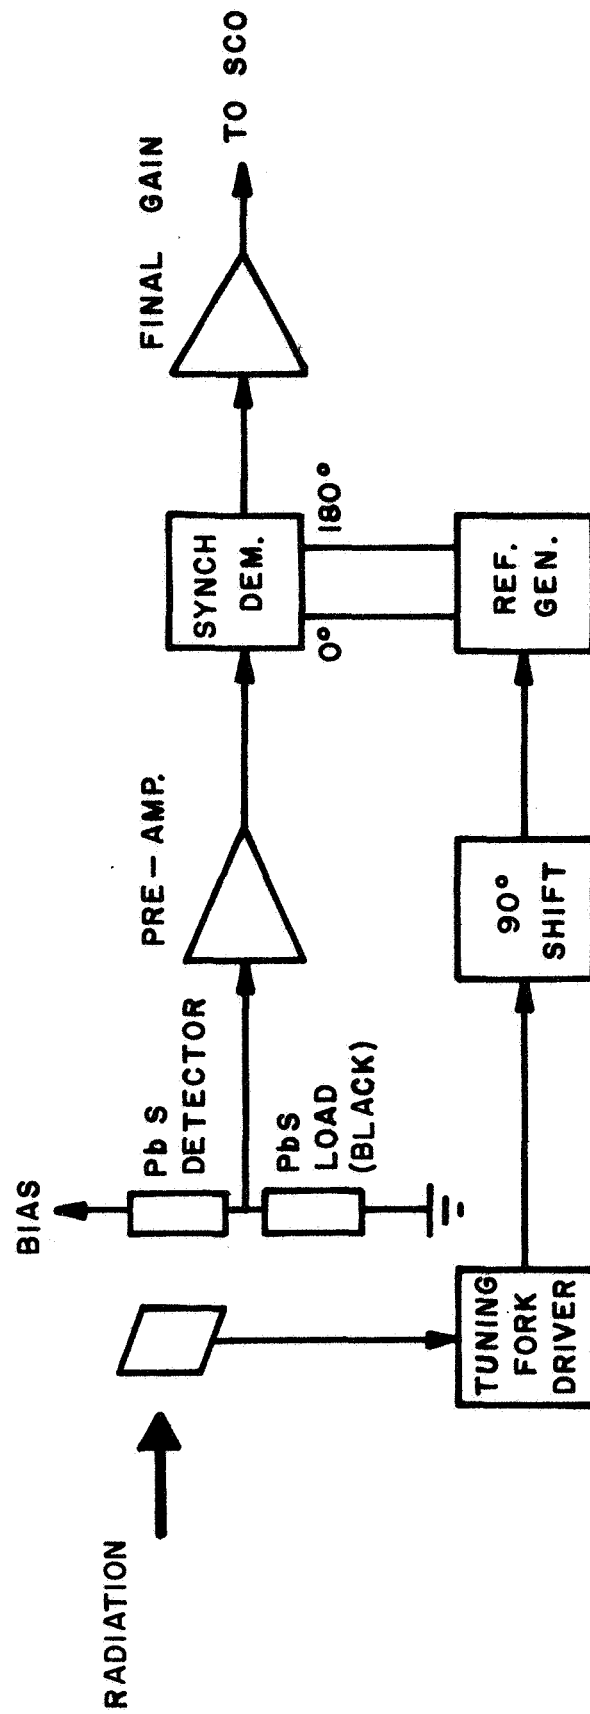 RADIATION
BIAS
Pb S
DETECTOR
PbS
LOAD
(BLACK)
PRE-AMP.
SYNCH
DEM.
FINAL GAIN
TO SCO
0°
180°
TUNING
FORK
DRIVER
90°
SHIFT
REF.
GEN.